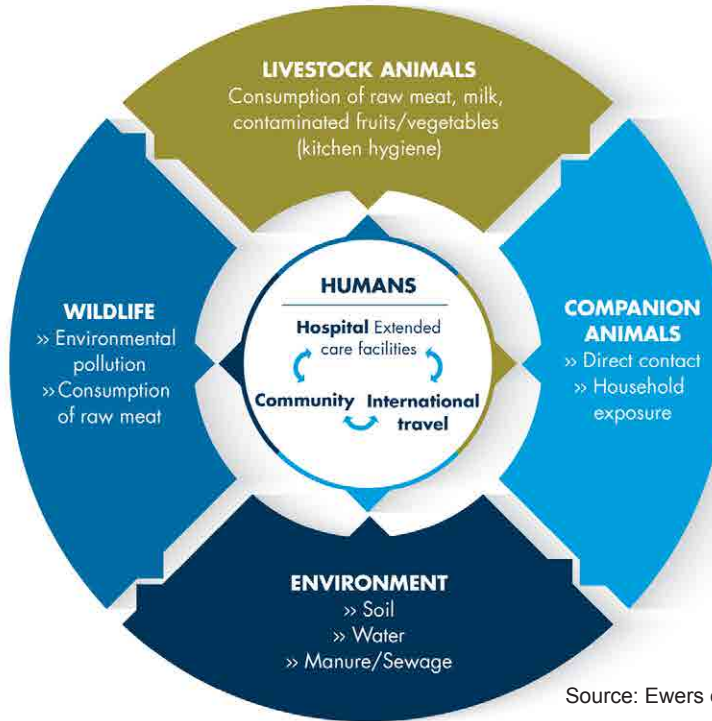 LIVESTOCK ANIMALS
Consumption of raw meat, milk,
contaminated fruits/vegetables
(kitchen hygiene)
WILDLIFE
›› Environmental
pollution
›› Consumption
of raw meat
HUMANS
Hospital Extended
care facilities
Community International
travel
COMPANION
ANIMALS
›› Direct contact
›› Household
exposure
ENVIRONMENT
›› Soil
›› Water
›› Manure/Sewage
Source: Ewers